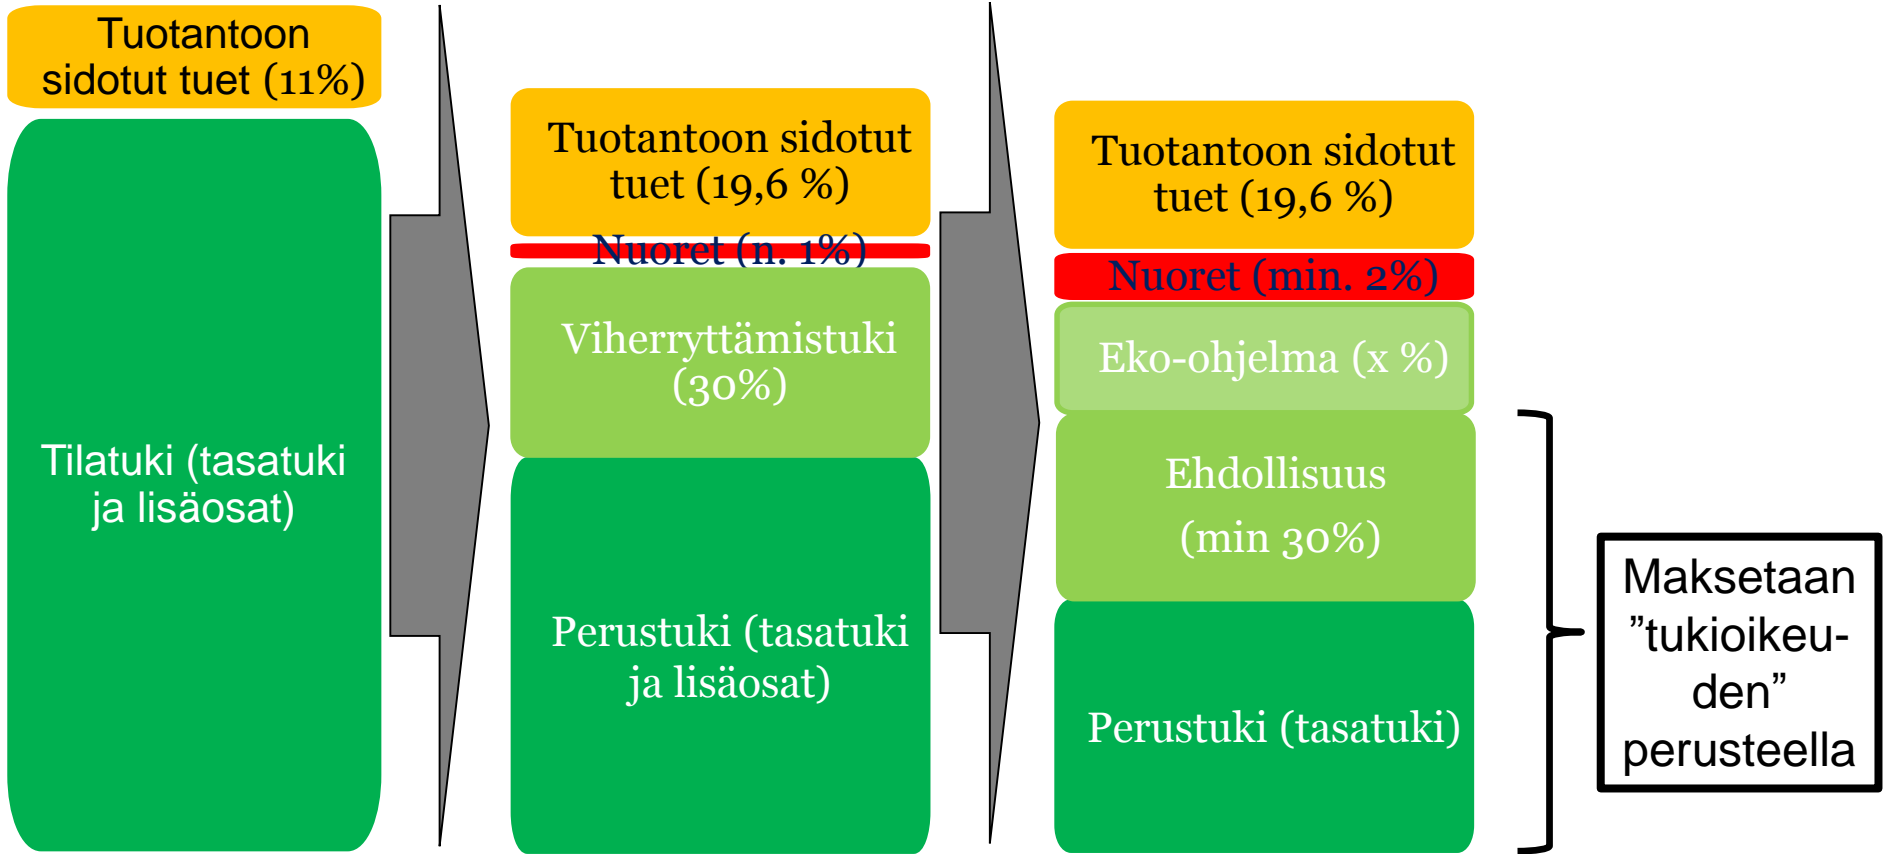 Tuotantoon
sidotut tuet (11%)
Tilatuki (tasatuki
ja lisäosat)
Tuotantoon sidotut
tuet (19,6 %)
Nuoret (n. 1%)
Viherryttämistuki
(30%)
Perustuki (tasatuki
ja lisäosat)
Tuotantoon sidotut
tuet (19,6 %)
Nuoret (min. 2%)
Eko-ohjelma (x %)
Ehdollisuus
(min 30%)
Perustuki (tasatuki)
Maksetaan
”tukioikeu-
den”
perusteella